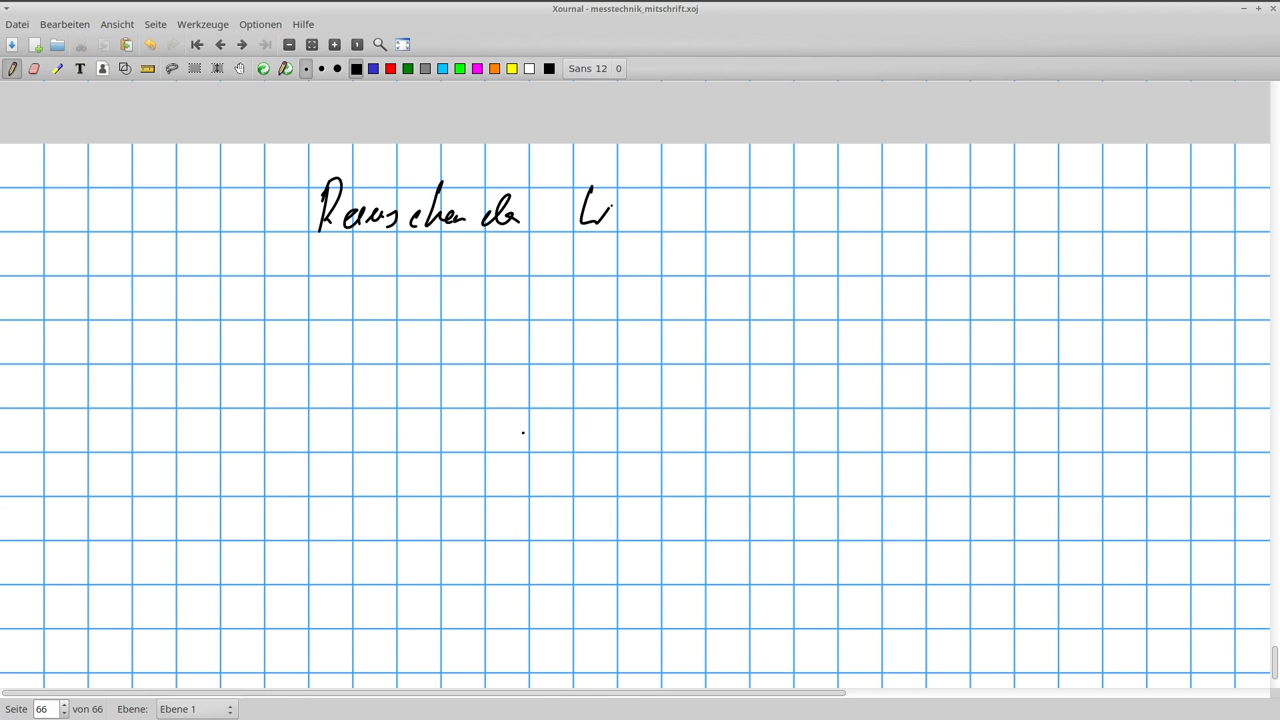 Xournal - messtechnik_mitschrift.xoj
Datei Bearbeiten Ansicht Seite Werkzeuge Optionen Hilfe
Sans 12 0
Rauschende W
Seite 66 von 66 Ebene: Ebene 1